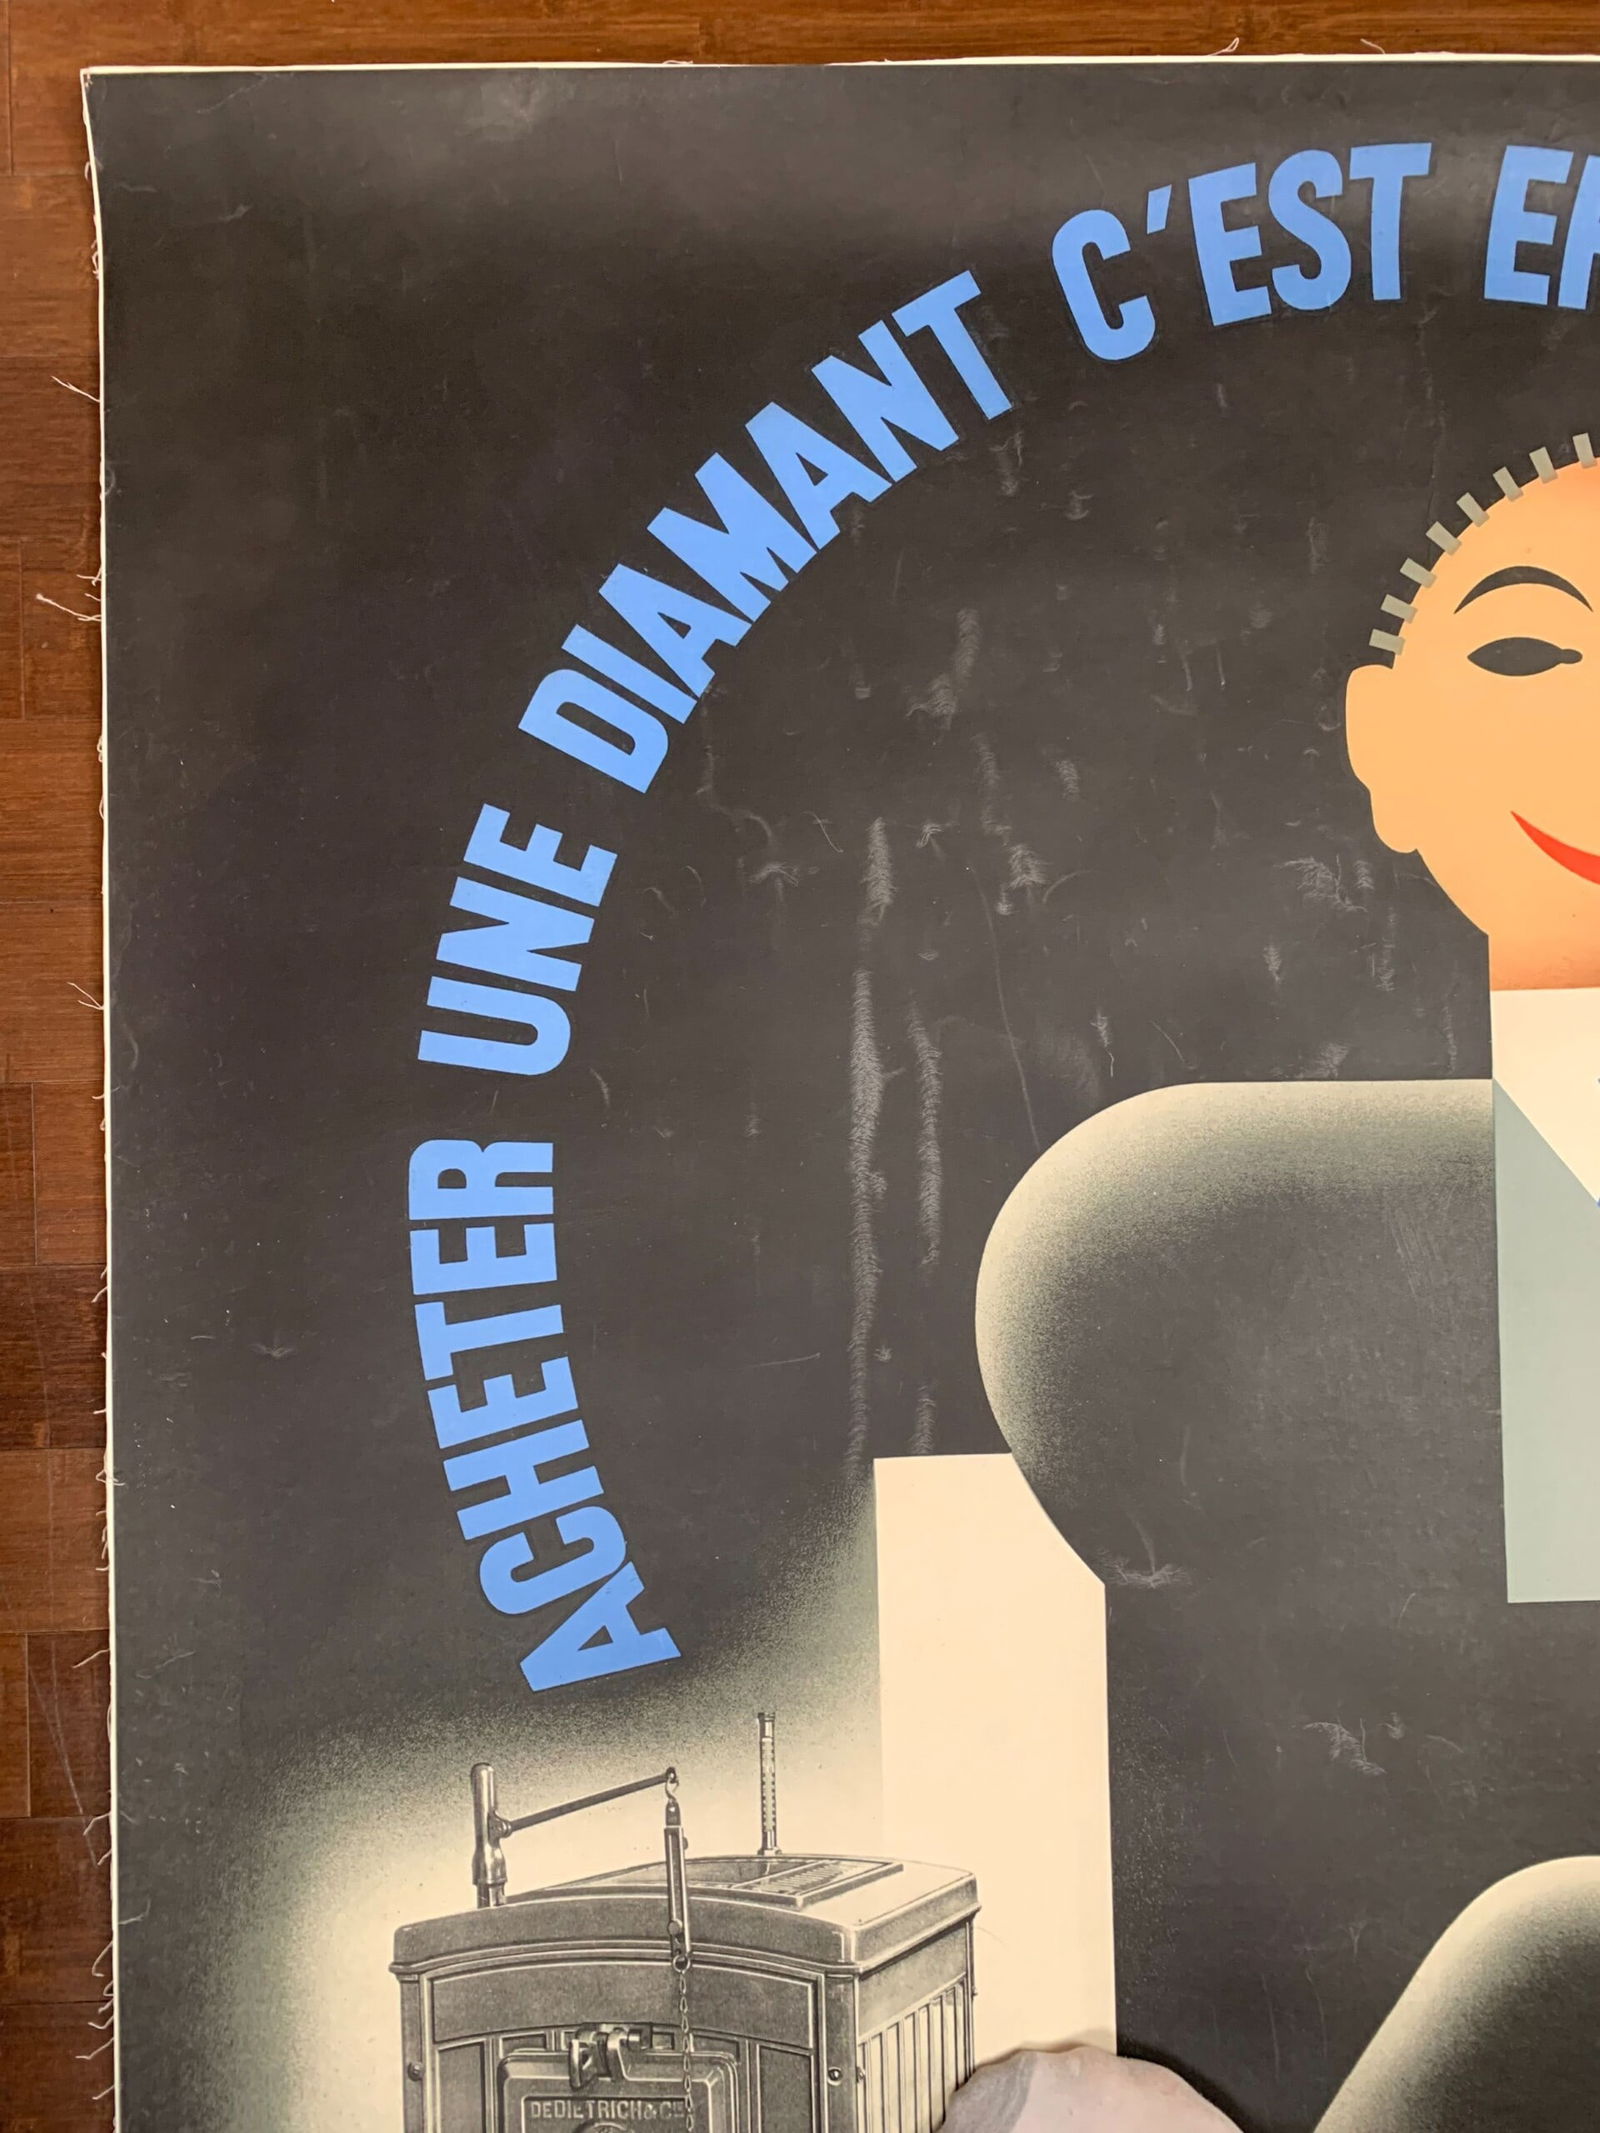 ACHETER UNE DIAMANT C'EST
DEDIETRICH & CIE